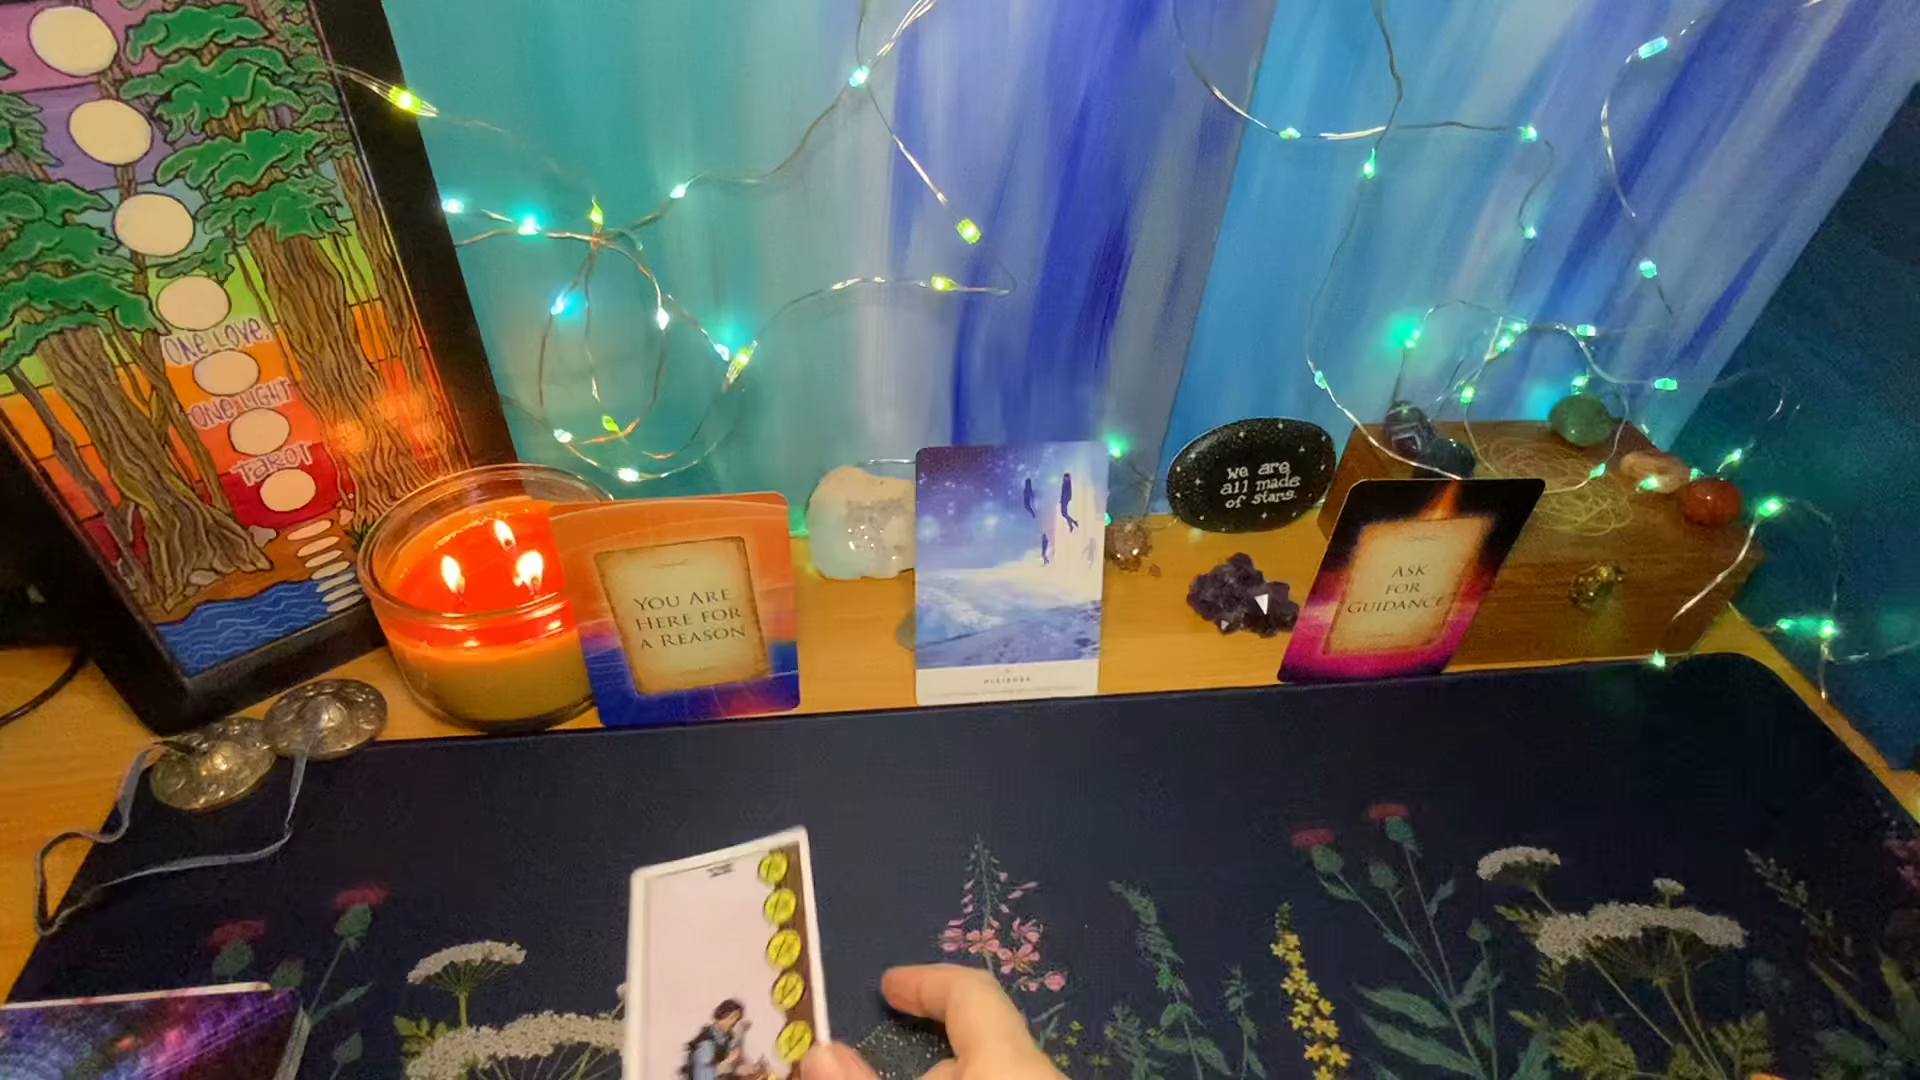 ONE LOVE,
ONE LIGHT
TAROT
YOU ARE
HERE FOR
A REASON
PLEIADES
we are
all made
of stars.
ASK
FOR
GUIDANCE